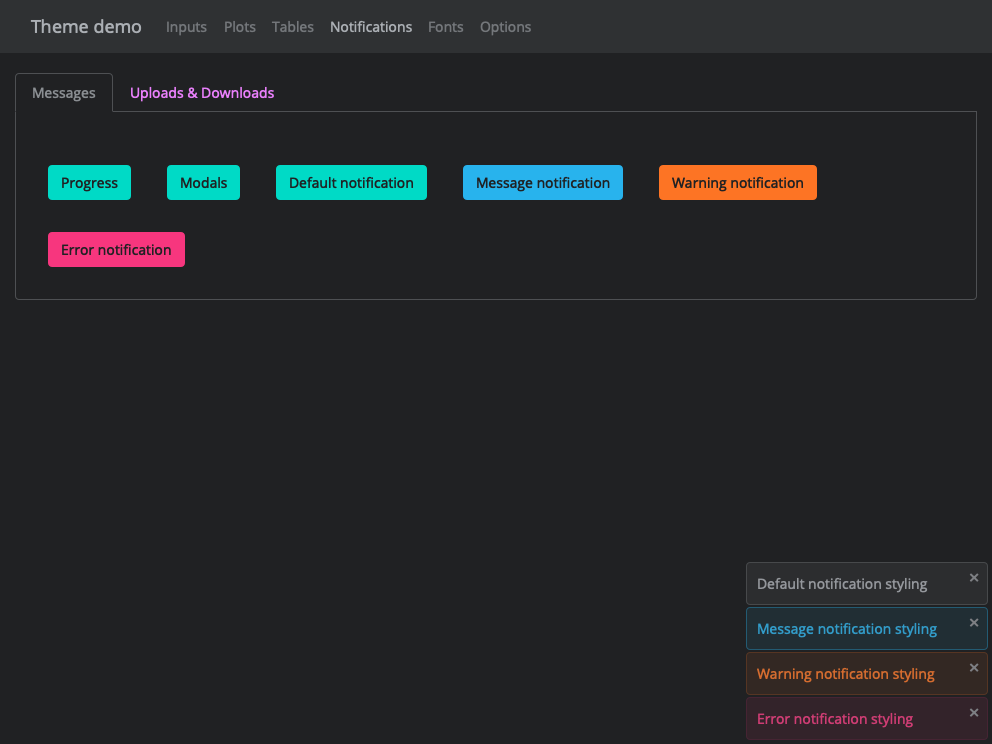 Theme demo Inputs Plots Tables Notifications Fonts Options
Messages Uploads & Downloads
Progress Modals Default notification Message notification Warning notification
Error notification
Default notification styling ×
Message notification styling ×
Warning notification styling ×
Error notification styling ×